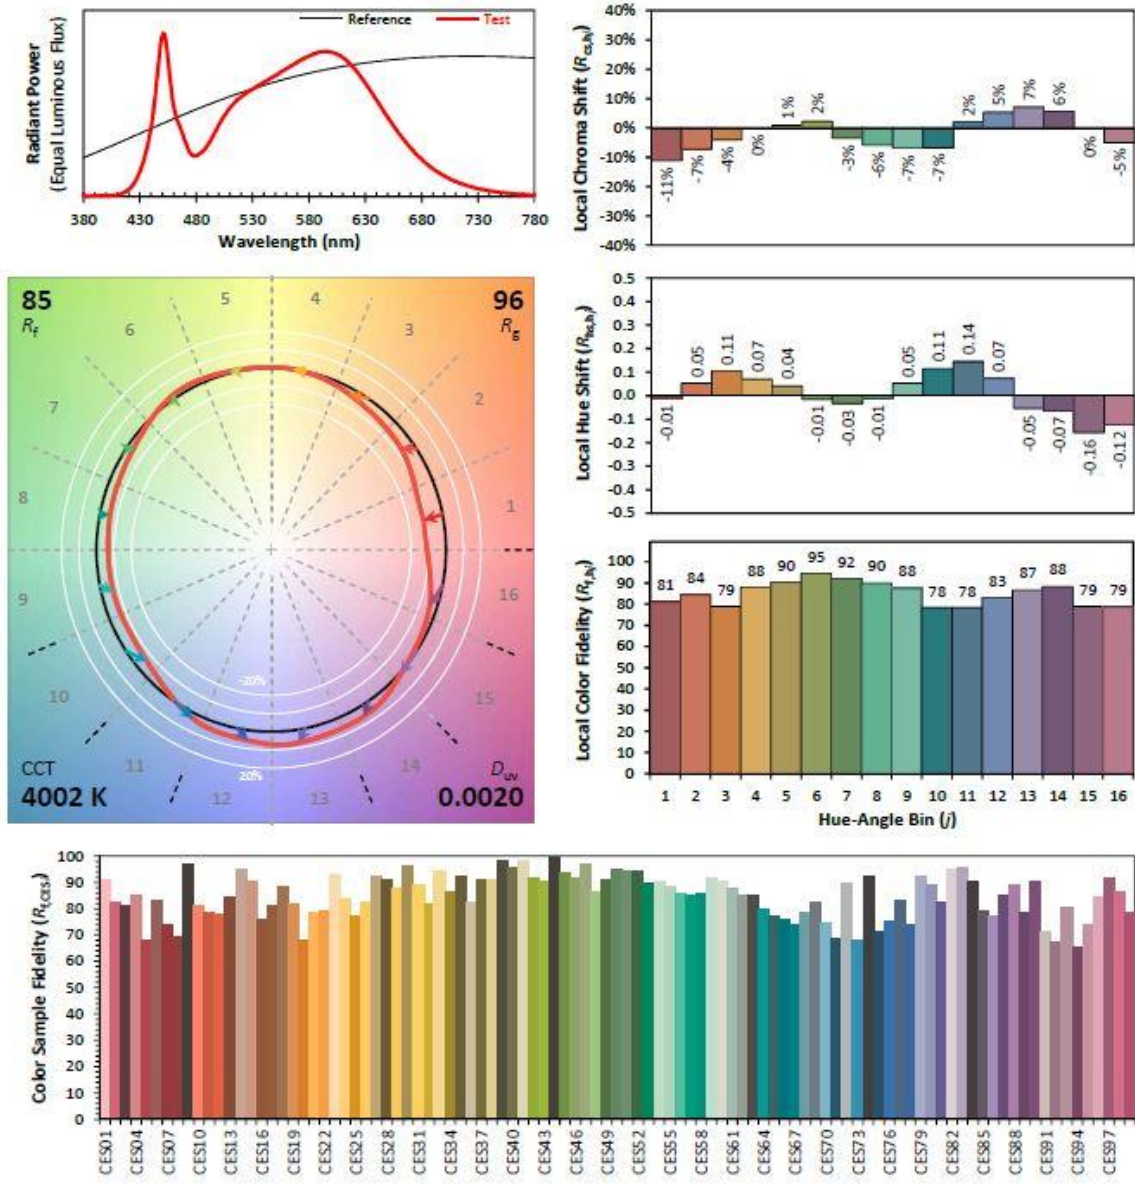 Reference
Test
Radiant Power
(Equal Luminous Flux)
380 430 480 530 580 630 680 730 780
Wavelength (nm)
Local Chroma Shift (Rcs,hj)
40%
30%
20%
10%
0%
-10%
-20%
-30%
-40%
-11% -7% -4% 0% 1% 2% -3% -6% -7% -7% 2% 5% 7% 6% 0% -5%
85
Rf
96
Rg
1 2 3 4 5 6 7 8 9 10 11 12 13 14 15 16
-20%
20%
CCT
4002 K
Duv
0.0020
Local Hue Shift (Rhs,hj)
0.5
0.4
0.3
0.2
0.1
0.0
-0.1
-0.2
-0.3
-0.4
-0.5
-0.01 0.05 0.11 0.07 0.04 -0.01 -0.03 -0.01 0.05 0.11 0.14 0.07 -0.05 -0.07 -0.16 -0.12
Local Color Fidelity (Rf,hj)
100
90
80
70
60
50
40
30
20
10
0
81 84 79 88 90 95 92 90 88 78 78 83 87 88 79 79
1 2 3 4 5 6 7 8 9 10 11 12 13 14 15 16
Hue-Angle Bin (j)
Color Sample Fidelity (Rf,CESi)
100
90
80
70
60
50
40
30
20
10
0
CES01 CES04 CES07 CES10 CES13 CES16 CES19 CES22 CES25 CES28 CES31 CES34 CES37 CES40 CES43 CES46 CES49 CES52 CES55 CES58 CES61 CES64 CES67 CES70 CES73 CES76 CES79 CES82 CES85 CES88 CES91 CES94 CES97